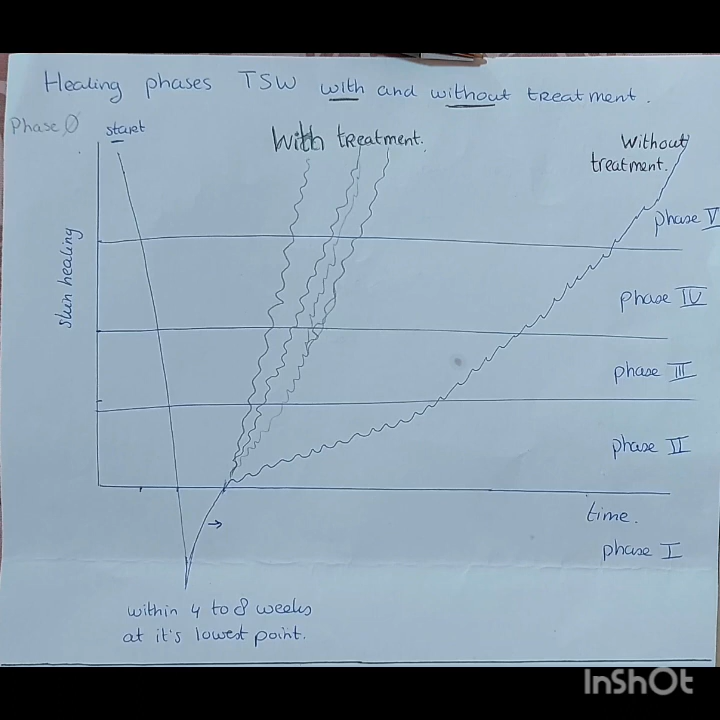 Healing phases TSW with and without treatment.
Phase 0
start
With treatment.
Without
treatment.
phase V
skin healing
phase IV
phase III
phase II
time.
phase I
within 4 to 8 weeks
at it's lowest point.
InShOt